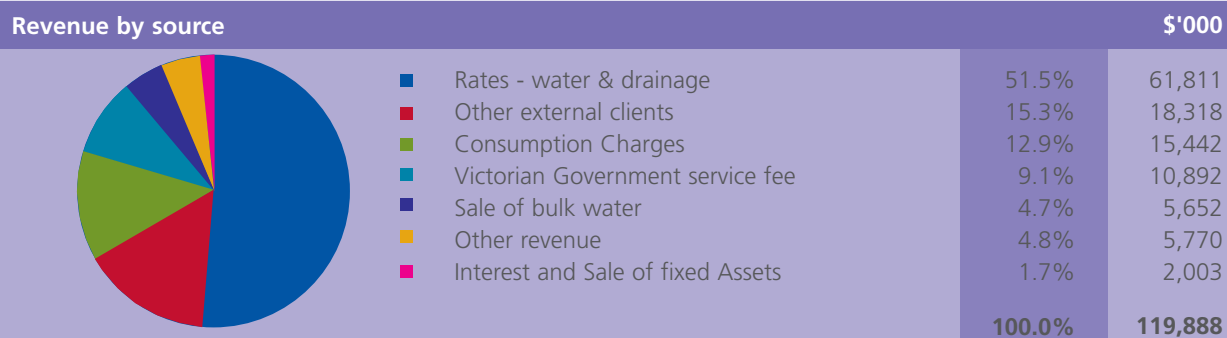 Revenue by source $'000
Rates - water & drainage 51.5% 61,811
Other external clients 15.3% 18,318
Consumption Charges 12.9% 15,442
Victorian Government service fee 9.1% 10,892
Sale of bulk water 4.7% 5,652
Other revenue 4.8% 5,770
Interest and Sale of fixed Assets 1.7% 2,003
100.0% 119,888